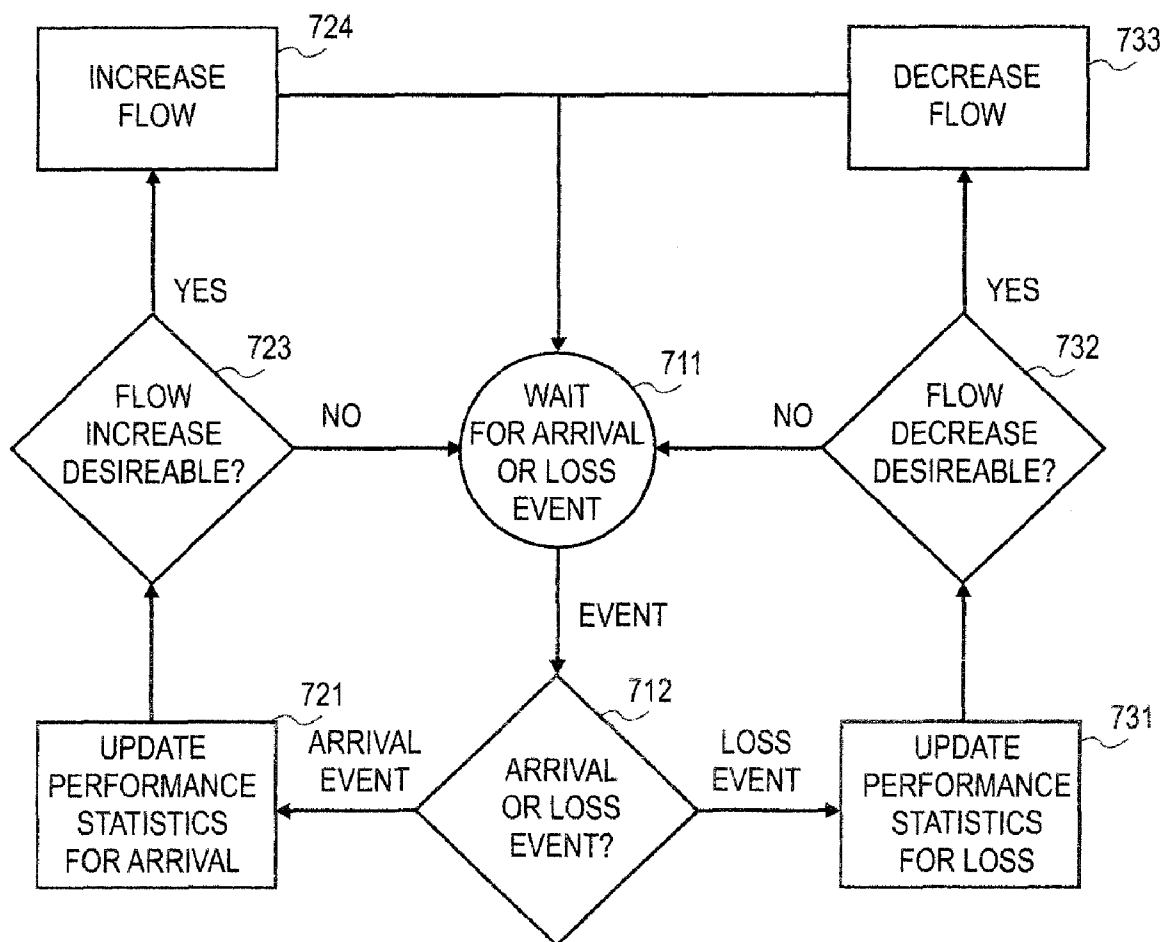 724
INCREASE
FLOW
733
DECREASE
FLOW
YES
YES
723
FLOW
INCREASE
DESIREABLE?
NO
711
WAIT
FOR ARRIVAL
OR LOSS
EVENT
NO
732
FLOW
DECREASE
DESIREABLE?
EVENT
721
UPDATE
PERFORMANCE
STATISTICS
FOR ARRIVAL
ARRIVAL
EVENT
712
ARRIVAL
OR LOSS
EVENT?
LOSS
EVENT
731
UPDATE
PERFORMANCE
STATISTICS
FOR LOSS